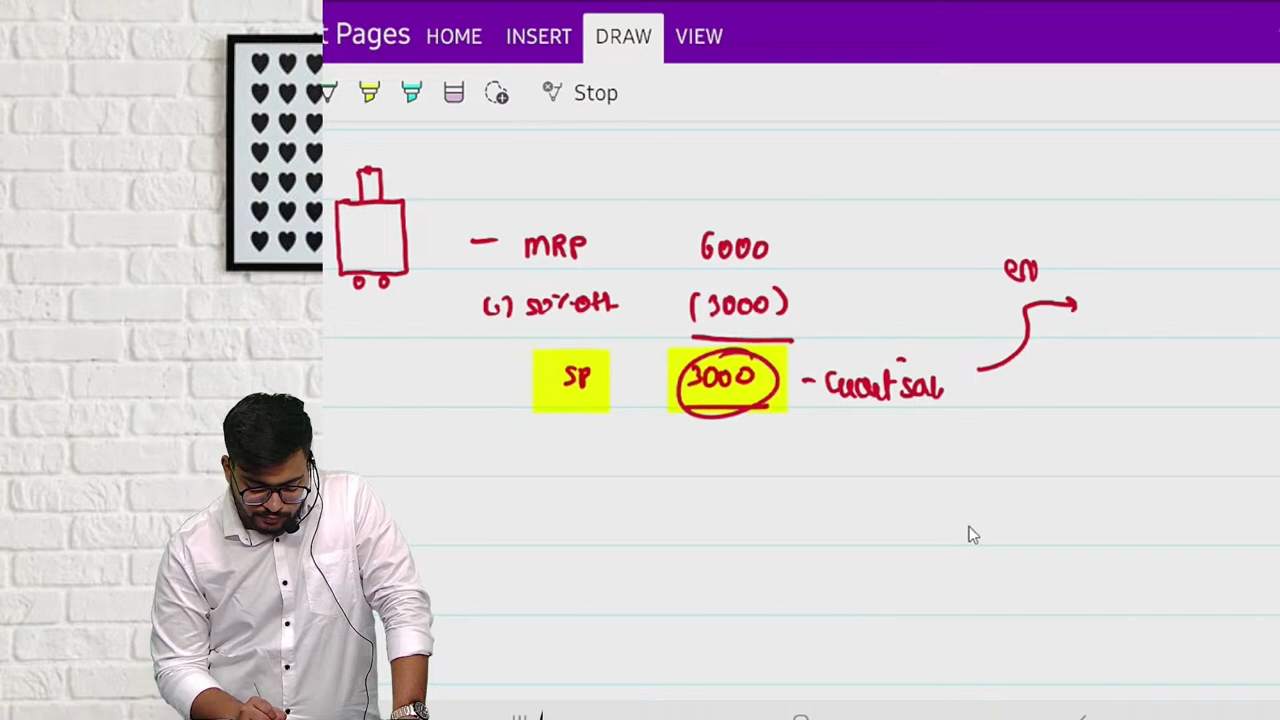 t Pages HOME INSERT DRAW VIEW
Stop
- MRP 6000
(-) 50% off (3000)
SP 3000 -